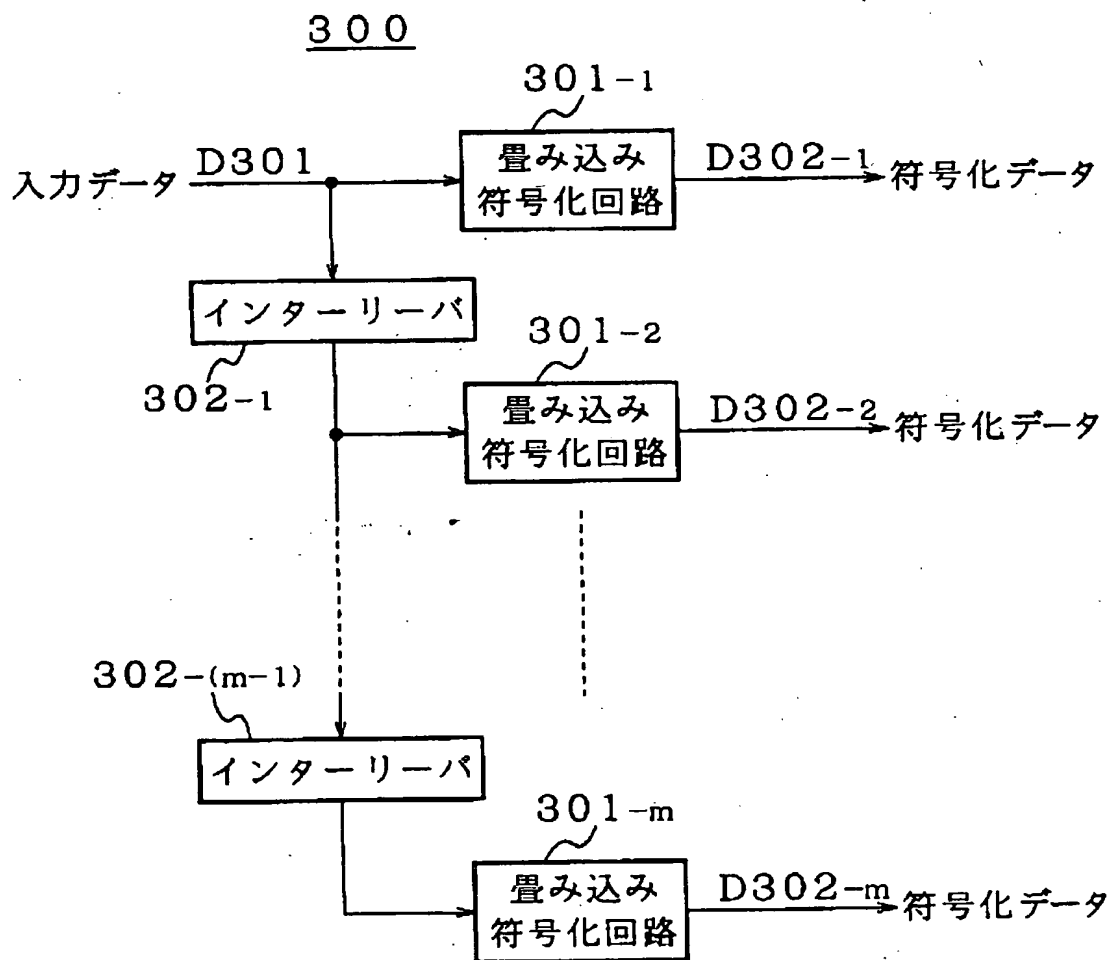 ３００
３０１-1
入力データ
Ｄ３０１
畳み込み
符号化回路
Ｄ３０２-1
符号化データ
インターリーバ
３０２-1
３０１-2
畳み込み
符号化回路
Ｄ３０２-2
符号化データ
３０２-(m-1)
インターリーバ
３０１-m
畳み込み
符号化回路
Ｄ３０２-m
符号化データ